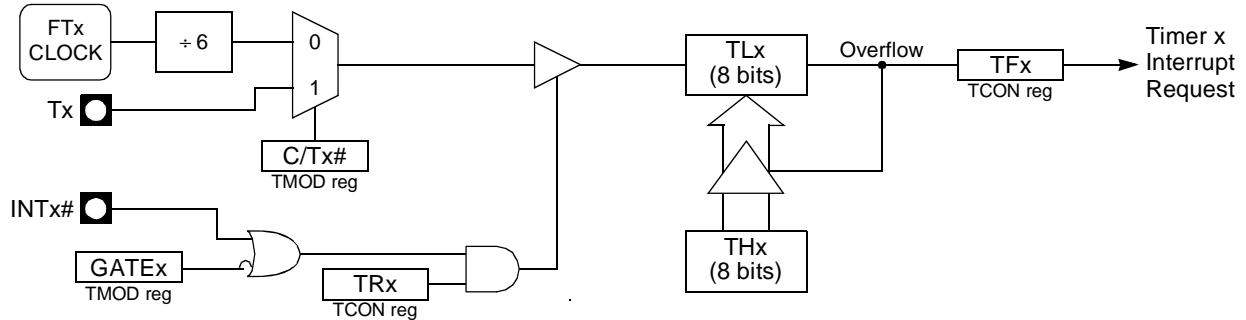 FTx
CLOCK
÷ 6
0
1
Tx
C/Tx#
TMOD reg
INTx#
GATEx
TMOD reg
TRx
TCON reg
TLx
(8 bits)
THx
(8 bits)
Overflow
TFx
TCON reg
Timer x
Interrupt
Request